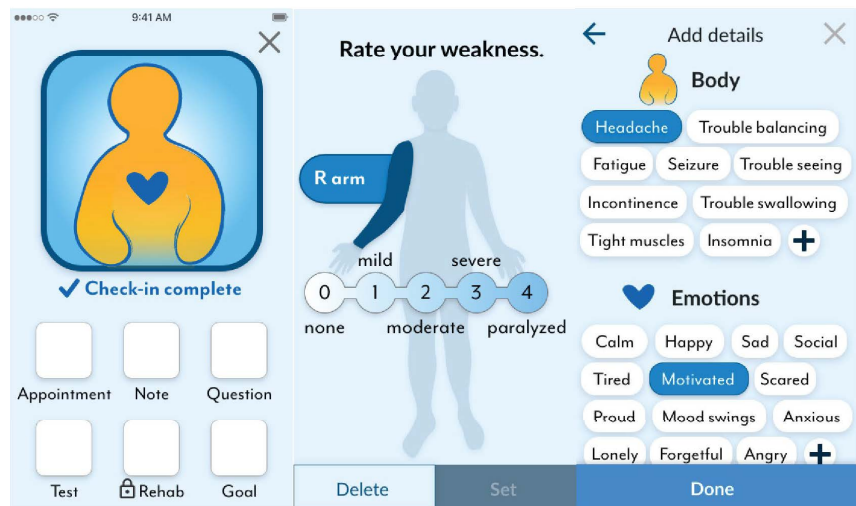 9:41 AM
Check-in complete
Appointment Note Question
Test Rehab Goal
Rate your weakness.
R arm
mild severe
0 1 2 3 4
none moderate paralyzed
Delete Set
Add details
Body
Headache Trouble balancing
Fatigue Seizure Trouble seeing
Incontinence Trouble swallowing
Tight muscles Insomnia +
Emotions
Calm Happy Sad Social
Tired Motivated Scared
Proud Mood swings Anxious
Lonely Forgetful Angry +
Done